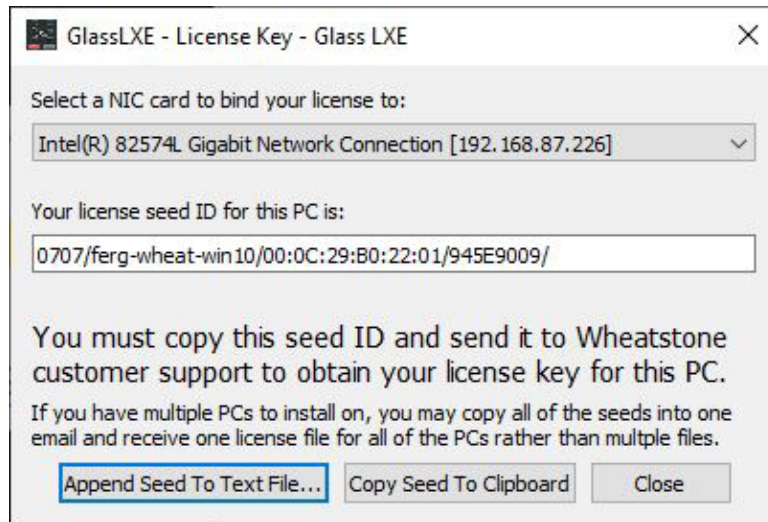 GlassLXE - License Key - Glass LXE
Select a NIC card to bind your license to:
Intel(R) 82574L Gigabit Network Connection [192.168.87.226]
Your license seed ID for this PC is:
0707/ferg-wheat-win10/00:0C:29:B0:22:01/945E9009/
You must copy this seed ID and send it to Wheatstone
customer support to obtain your license key for this PC.
If you have multiple PCs to install on, you may copy all of the seeds into one
email and receive one license file for all of the PCs rather than multple files.
Append Seed To Text File... Copy Seed To Clipboard Close